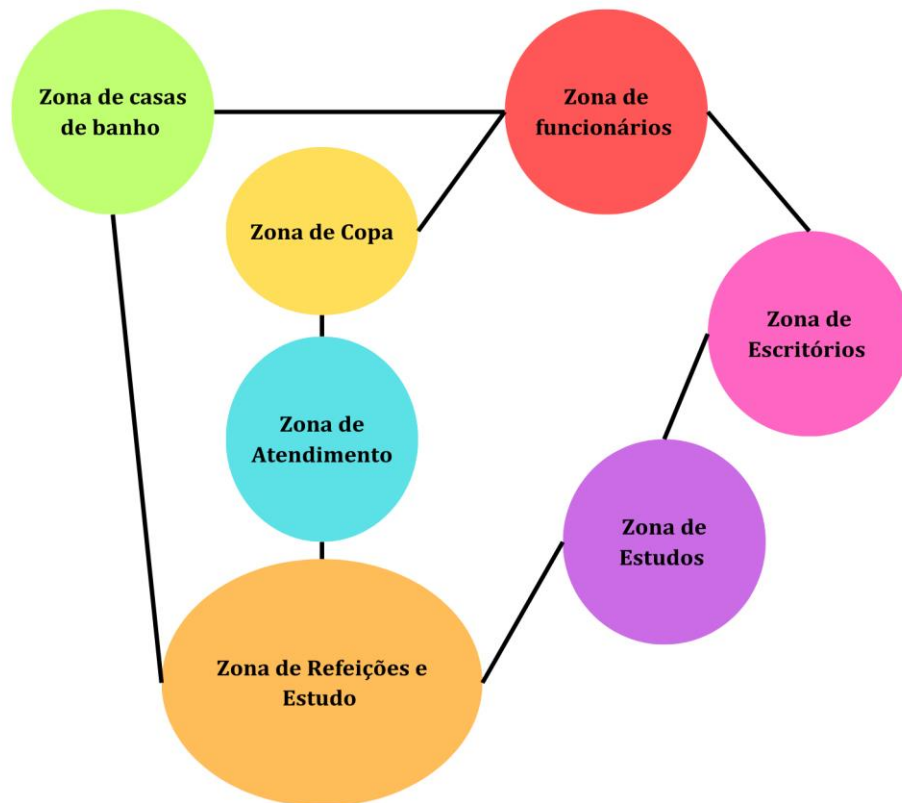 Zona de casas
de banho
Zona de
funcionários
Zona de Copa
Zona de
Escritórios
Zona de
Atendimento
Zona de
Estudos
Zona de Refeições e
Estudo